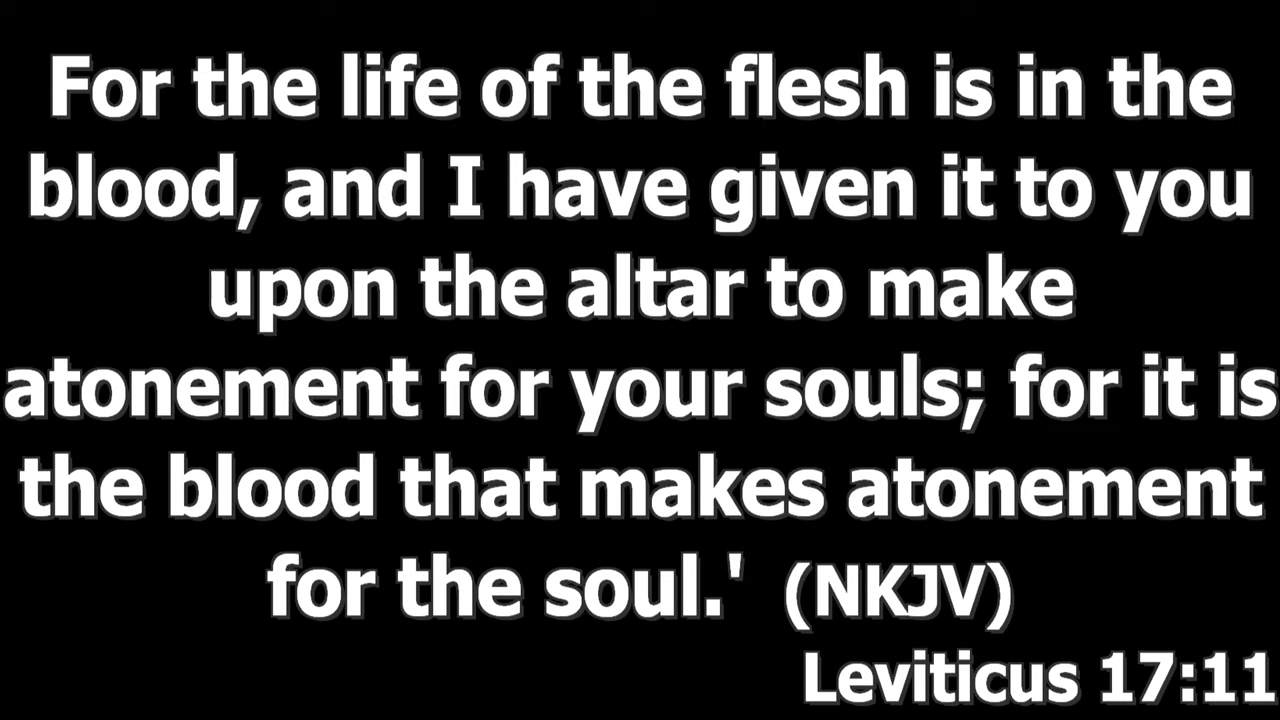 For the life of the flesh is in the
blood, and I have given it to you
upon the altar to make
atonement for your souls; for it is
the blood that makes atonement
for the soul.' (NKJV)
Leviticus 17:11